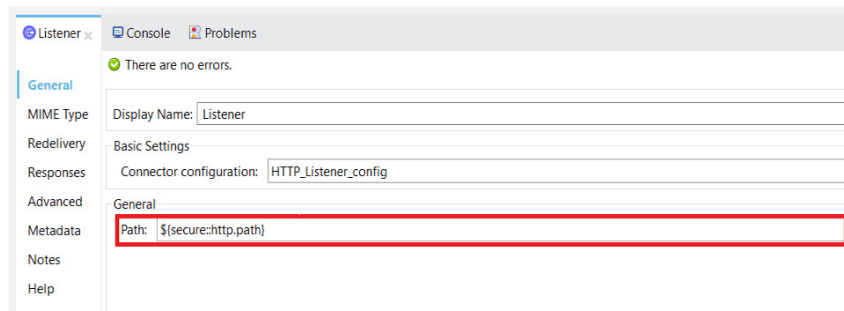 Listener
Console
Problems
There are no errors.
General
MIME Type
Display Name: Listener
Redelivery
Basic Settings
Responses
Connector configuration: HTTP_Listener_config
Advanced
General
Metadata
Path: ${secure::http.path}
Notes
Help